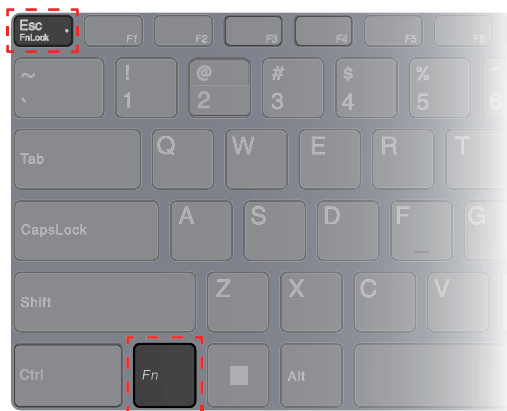 Esc
FnLock
F1
F2
F3
F4
F5
F6
~
`
!
1
@
2
#
3
$
4
%
5
^
6
Tab
Q
W
E
R
T
CapsLock
A
S
D
F
G
Shift
Z
X
C
V
Ctrl
Fn
Alt